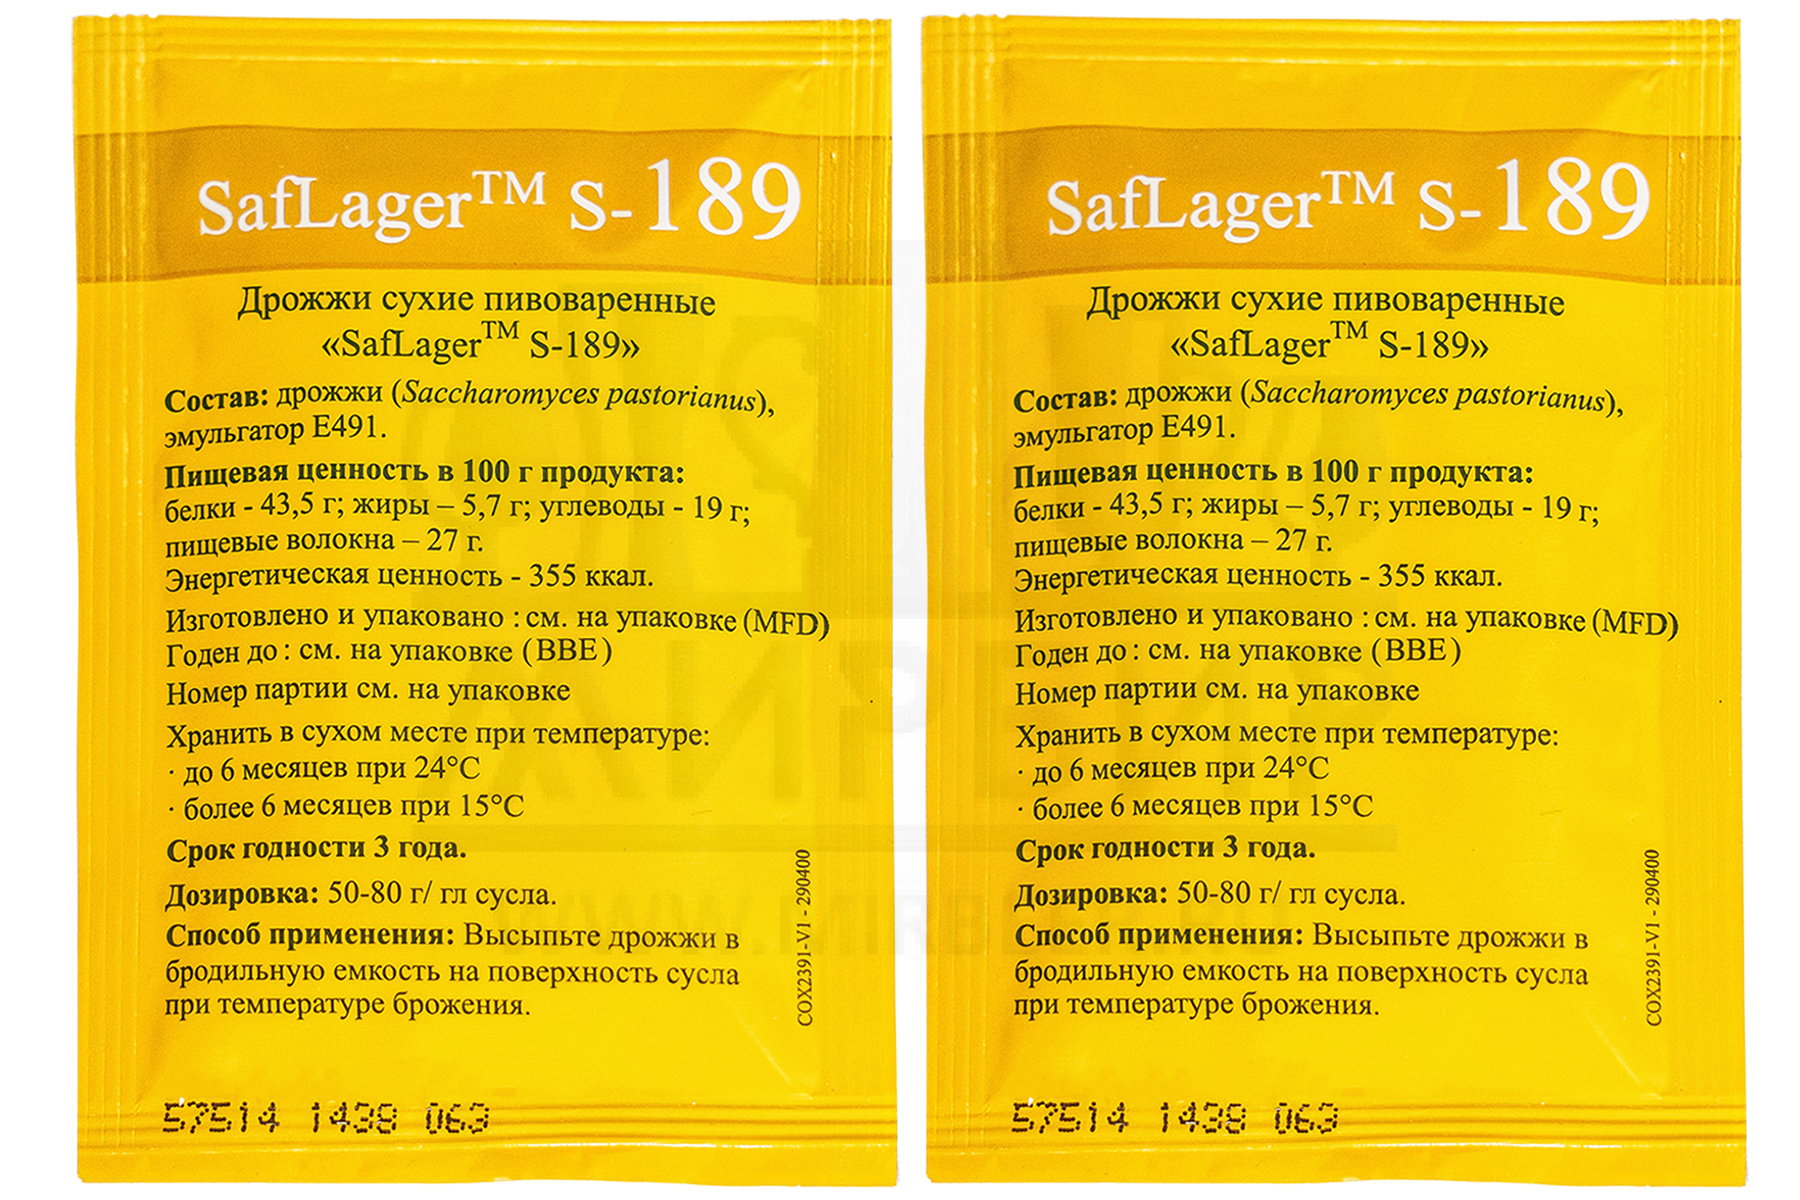 SafLager™ S-189
Дрожжи сухие пивоваренные
«SafLager™ S-189»
Состав: дрожжи (Saccharomyces pastorianus),
эмульгатор Е491.
Пищевая ценность в 100 г продукта:
белки - 43,5 г; жиры – 5,7 г; углеводы - 19 г;
пищевые волокна – 27 г.
Энергетическая ценность - 355 ккал.
Изготовлено и упаковано : см. на упаковке (MFD)
Годен до : см. на упаковке (BBE)
Номер партии см. на упаковке
Хранить в сухом месте при температуре:
· до 6 месяцев при 24°C
· более 6 месяцев при 15°C
Срок годности 3 года.
Дозировка: 50-80 г/ гл сусла.
Способ применения: Высыпьте дрожжи в
бродильную емкость на поверхность сусла
при температуре брожения.
COX2391-V1 - 290400
57514 1438 063
SafLager™ S-189
Дрожжи сухие пивоваренные
«SafLager™ S-189»
Состав: дрожжи (Saccharomyces pastorianus),
эмульгатор Е491.
Пищевая ценность в 100 г продукта:
белки - 43,5 г; жиры – 5,7 г; углеводы - 19 г;
пищевые волокна – 27 г.
Энергетическая ценность - 355 ккал.
Изготовлено и упаковано : см. на упаковке (MFD)
Годен до : см. на упаковке (BBE)
Номер партии см. на упаковке
Хранить в сухом месте при температуре:
· до 6 месяцев при 24°C
· более 6 месяцев при 15°C
Срок годности 3 года.
Дозировка: 50-80 г/ гл сусла.
Способ применения: Высыпьте дрожжи в
бродильную емкость на поверхность сусла
при температуре брожения.
COX2391-V1 - 290400
57514 1438 063